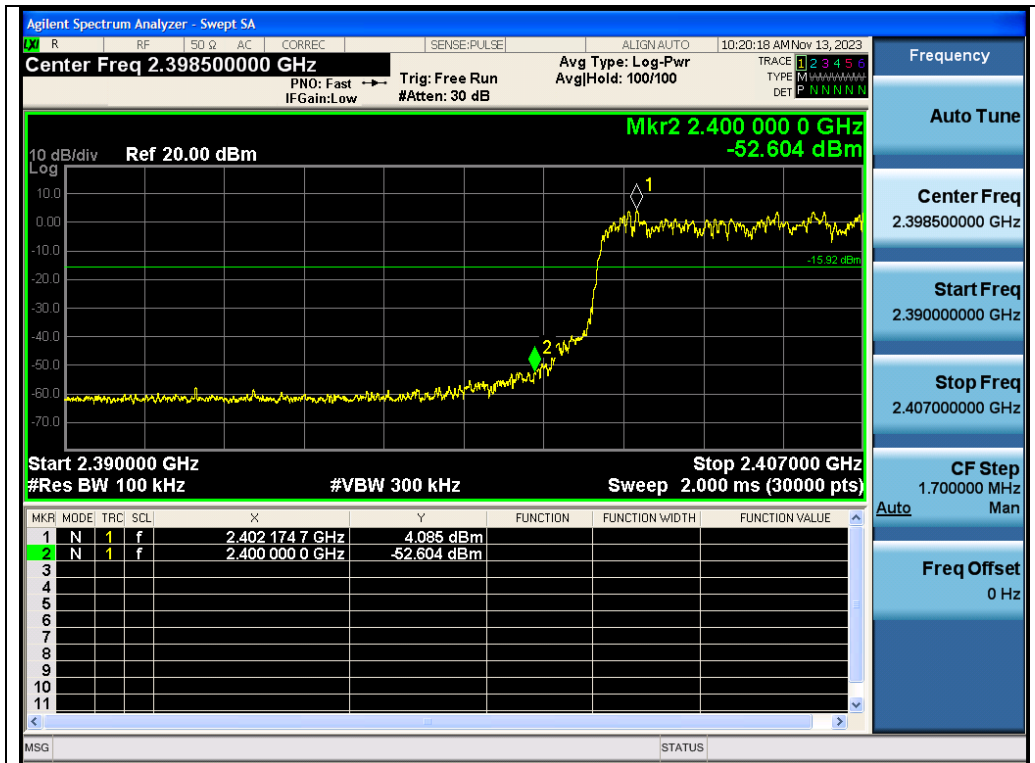 Agilent Spectrum Analyzer - Swept SA
LXI R RF 50 Ω AC CORREC SENSE:PULSE ALIGN AUTO 10:20:18 AM Nov 13, 2023
Center Freq 2.398500000 GHz
PNO: Fast
IFGain:Low
Trig: Free Run
#Atten: 30 dB
Avg Type: Log-Pwr
Avg|Hold: 100/100
TRACE 1 2 3 4 5 6
TYPE M WWWWW
DET P N N N N N
Mkr2 2.400 000 0 GHz
-52.604 dBm
10 dB/div Ref 20.00 dBm
Log
10.0
0.00
-10.0
-20.0
-30.0
-40.0
-50.0
-60.0
-70.0
1
2
-15.92 dBm
Start 2.390000 GHz Stop 2.407000 GHz
#Res BW 100 kHz #VBW 300 kHz Sweep 2.000 ms (30000 pts)
MKR MODE TRC SCL X Y FUNCTION FUNCTION WIDTH FUNCTION VALUE
1 N 1 f 2.402 174 7 GHz 4.085 dBm
2 N 1 f 2.400 000 0 GHz -52.604 dBm
3
4
5
6
7
8
9
10
11
MSG STATUS
Frequency
Auto Tune
Center Freq
2.398500000 GHz
Start Freq
2.390000000 GHz
Stop Freq
2.407000000 GHz
CF Step
1.700000 MHz
Auto Man
Freq Offset
0 Hz